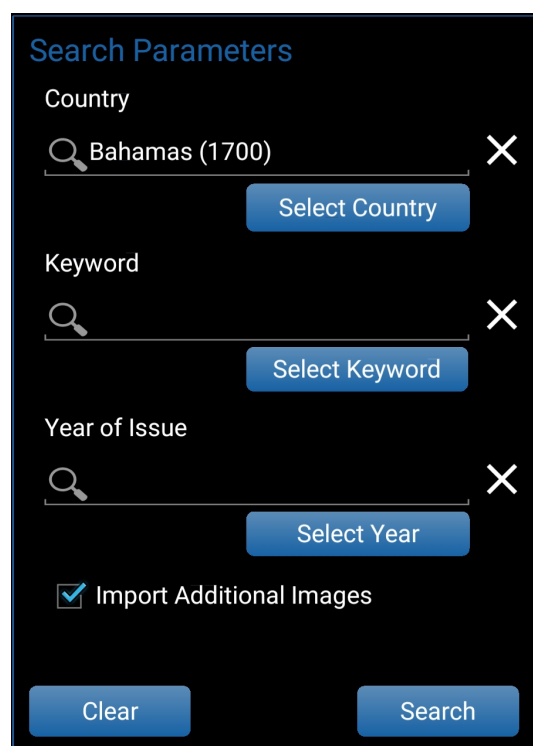 Search Parameters
Country
Bahamas (1700)
Select Country
Keyword
Select Keyword
Year of Issue
Select Year
Import Additional Images
Clear
Search